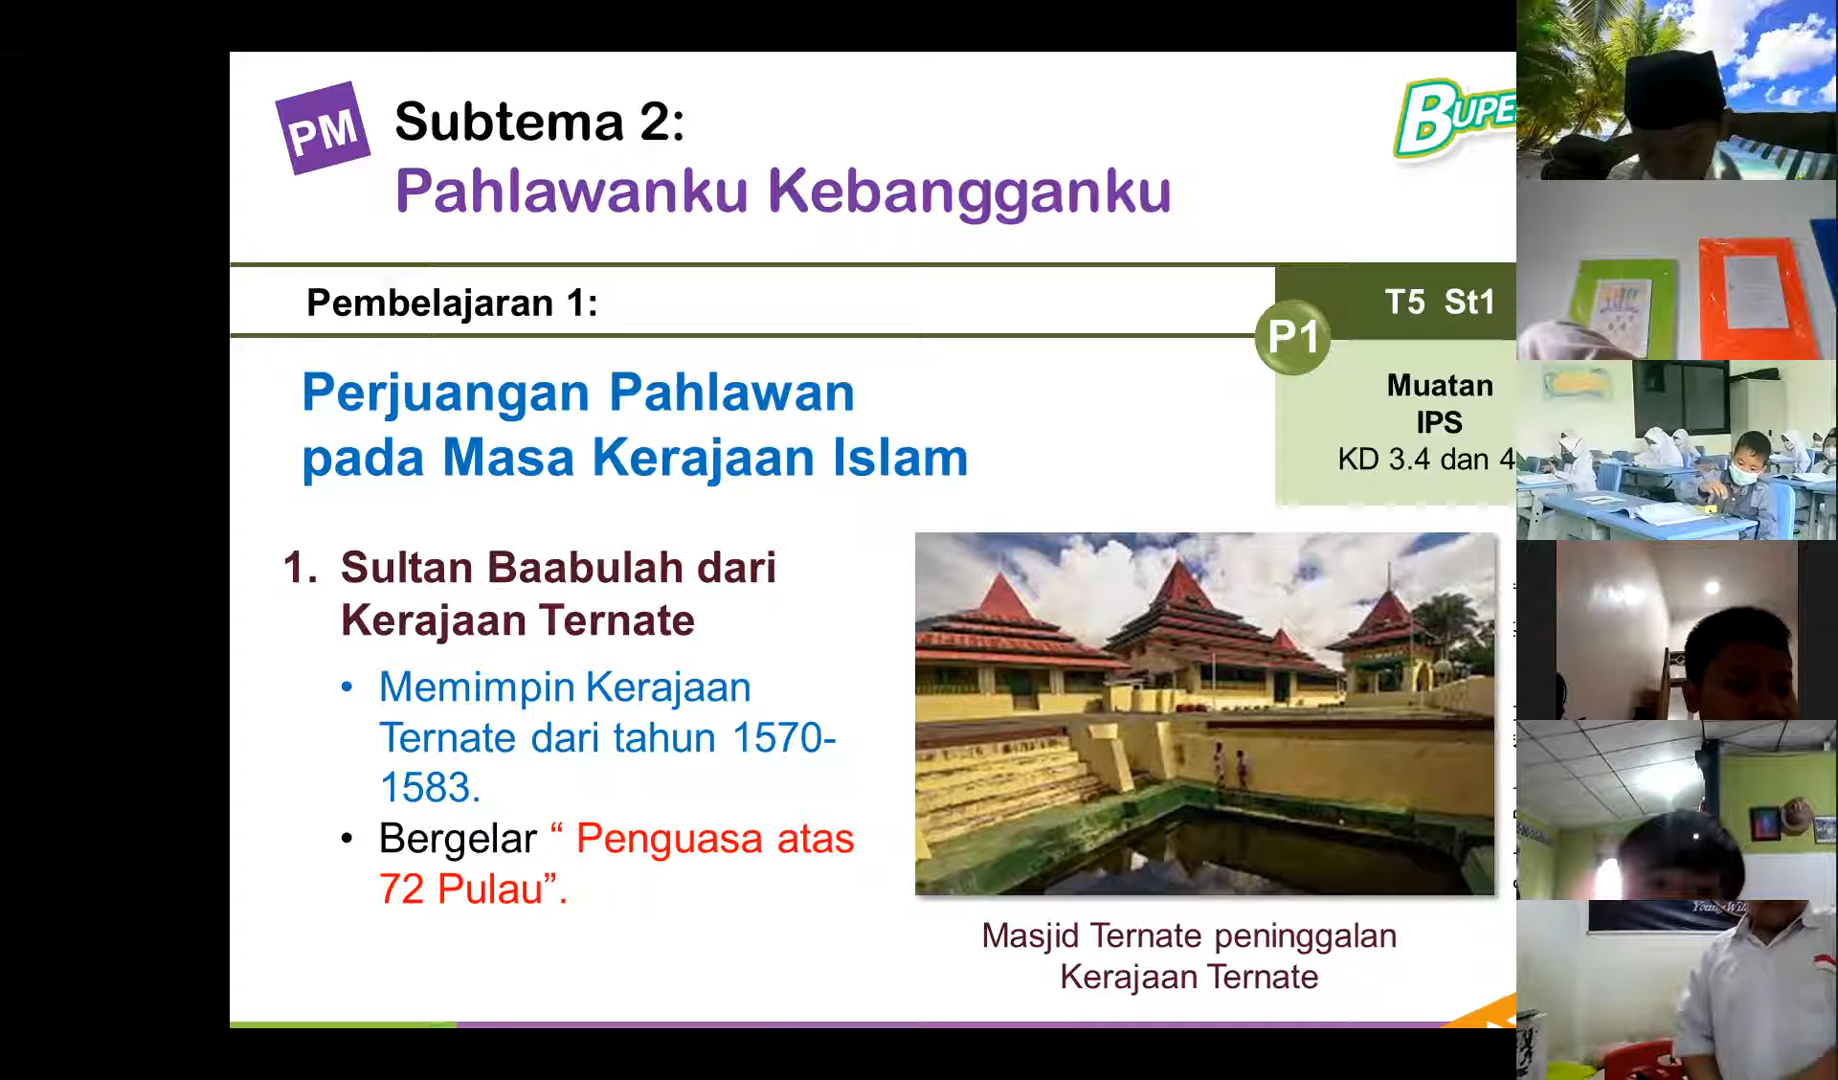 PM
Subtema 2:
Pahlawanku Kebangganku
BUPE
Pembelajaran 1:
P1
T5 St1
Muatan
IPS
KD 3.4 dan 4
Perjuangan Pahlawan
pada Masa Kerajaan Islam
1. Sultan Baabulah dari
Kerajaan Ternate
• Memimpin Kerajaan
Ternate dari tahun 1570-
1583.
• Bergelar “ Penguasa atas
72 Pulau”.
Masjid Ternate peninggalan
Kerajaan Ternate